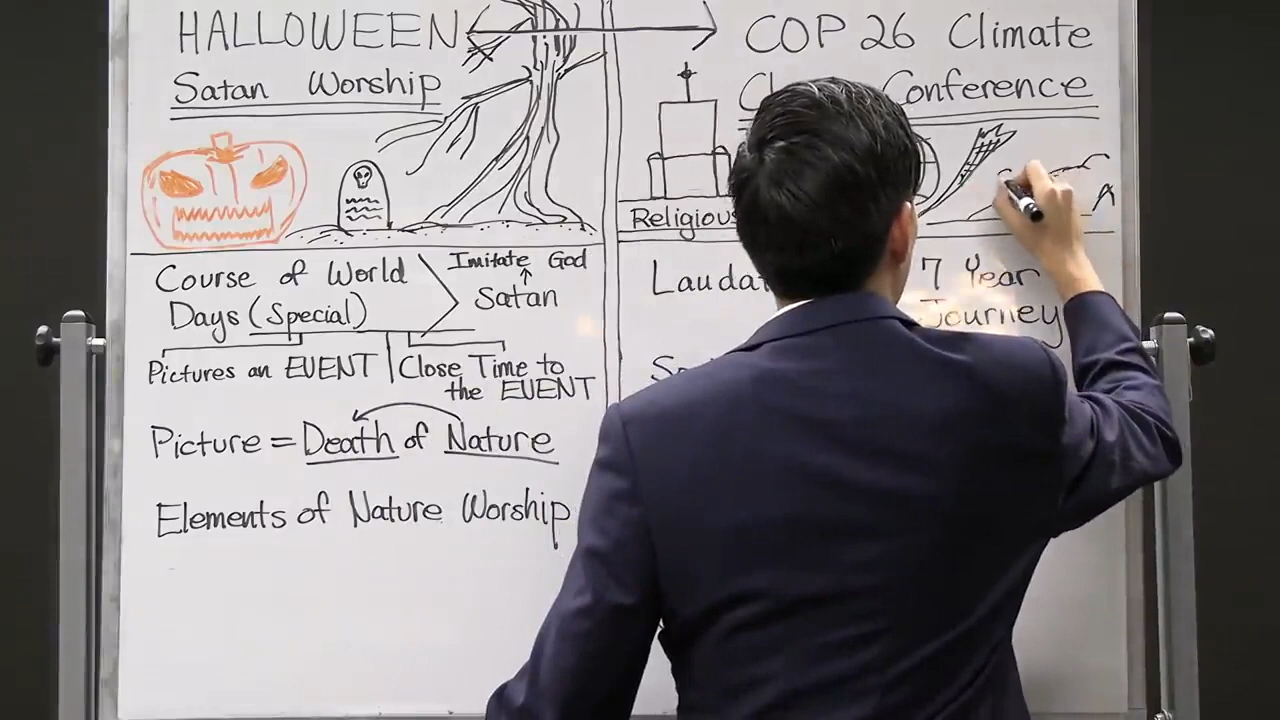 HALLOWEEN
Satan Worship
Course of World
Days (Special)
Imitate God
Satan
Pictures an EVENT
Close Time to
the EVENT
Picture = Death of Nature
Elements of Nature Worship
COP 26 Climate
Conference
Religious
7 Year
Journey